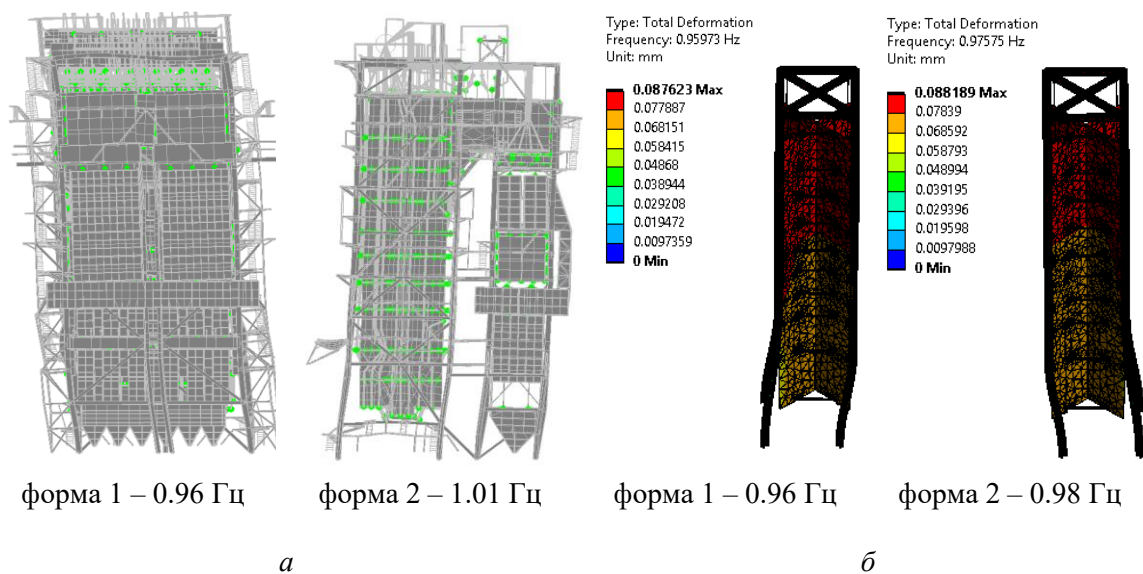 Type: Total Deformation
Frequency: 0.95973 Hz
Unit: mm
0.087623 Max
0.077887
0.068151
0.058415
0.04868
0.038944
0.029208
0.019472
0.0097359
0 Min
Type: Total Deformation
Frequency: 0.97575 Hz
Unit: mm
0.088189 Max
0.07839
0.068592
0.058793
0.048994
0.039195
0.029396
0.019598
0.0097988
0 Min
форма 1 – 0.96 Гц
форма 2 – 1.01 Гц
форма 1 – 0.96 Гц
форма 2 – 0.98 Гц
а
б